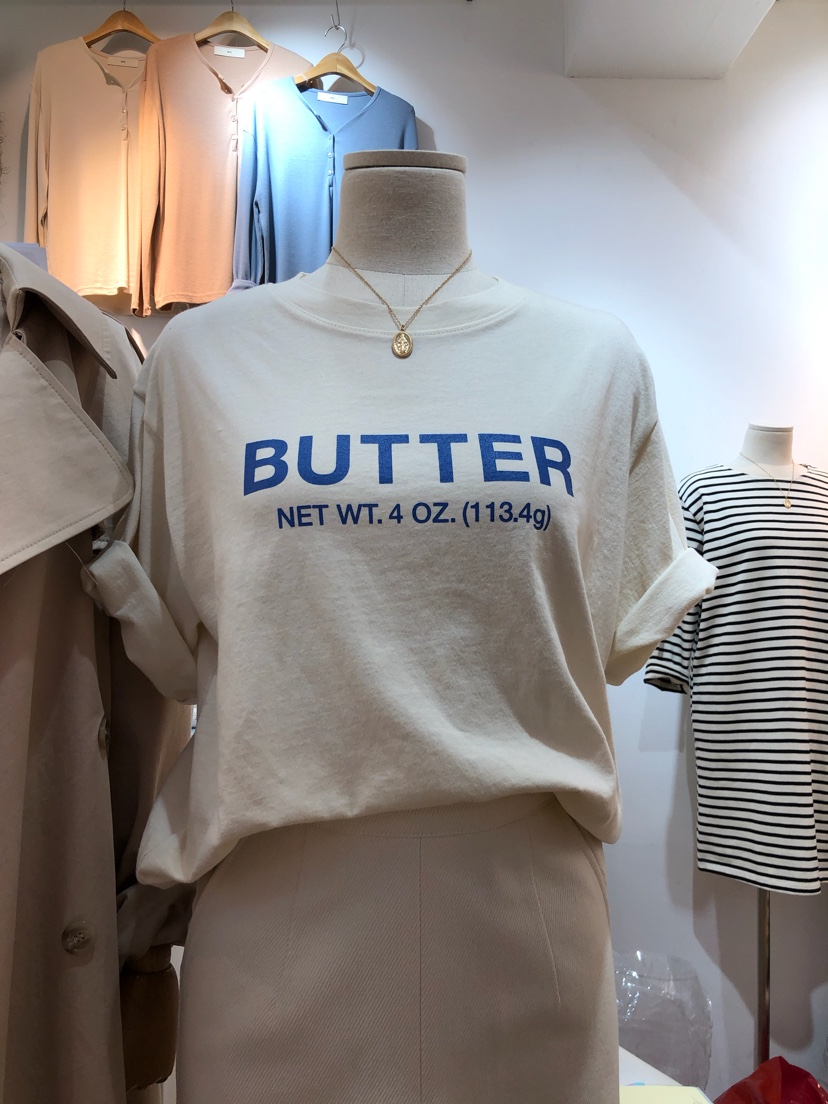 BUTTER
NET WT. 4 OZ. (113.4g)